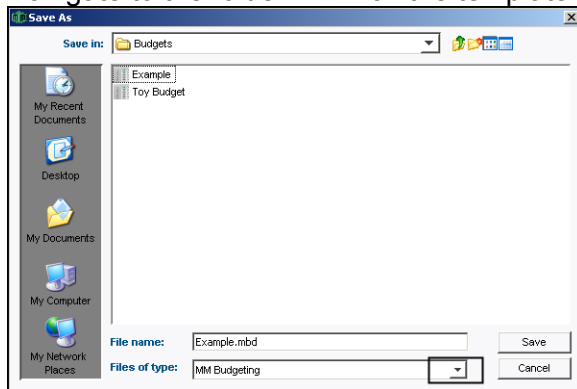 Save As
Save in:
Budgets
Example
Toy Budget
My Recent
Documents
Desktop
My Documents
My Computer
My Network
Places
File name:
Example.mbd
Save
Files of type:
MM Budgeting
Cancel